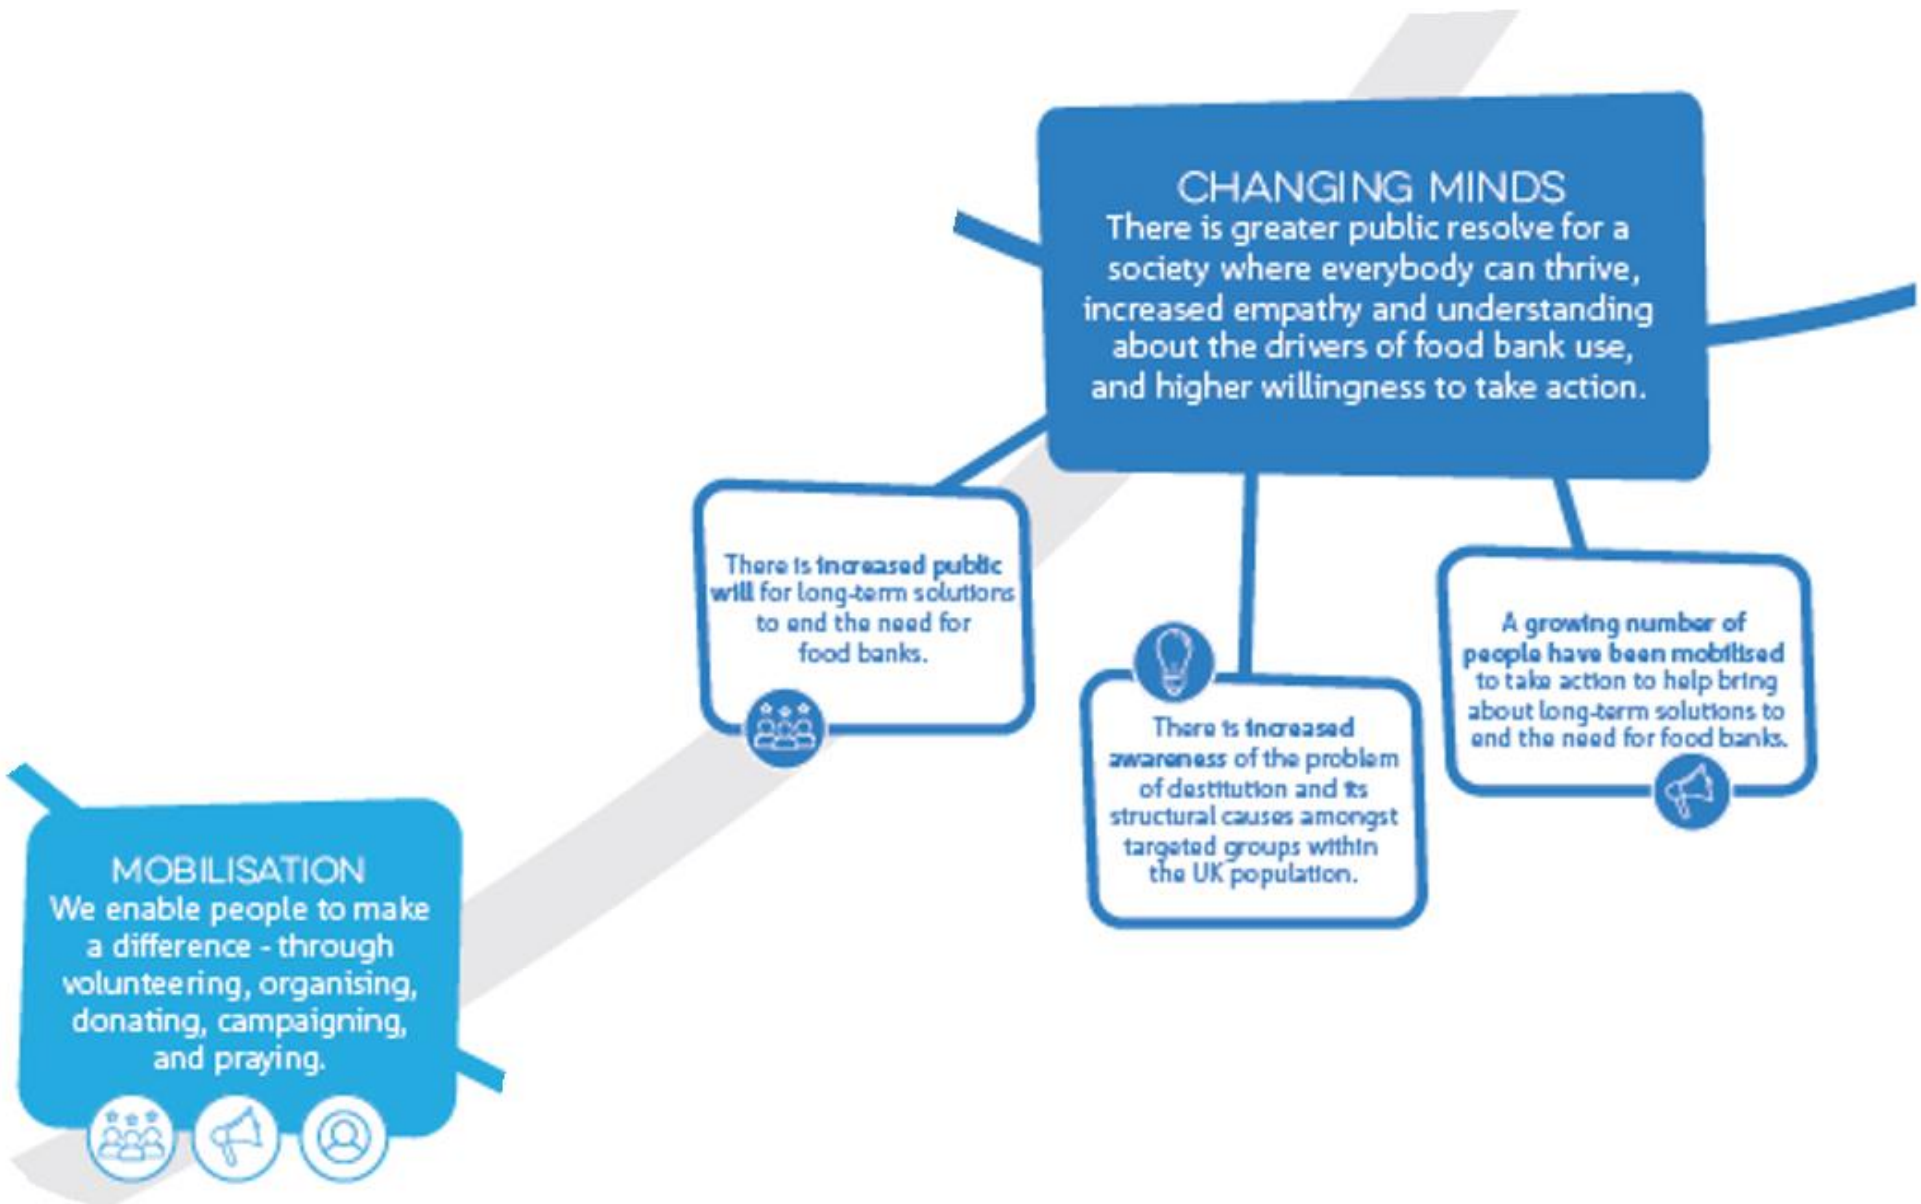 CHANGING MINDS
There is greater public resolve for a
society where everybody can thrive,
increased empathy and understanding
about the drivers of food bank use,
and higher willingness to take action.
There is increased public
will for long-term solutions
to end the need for
food banks.
There is increased
awareness of the problem
of destitution and its
structural causes amongst
targeted groups within
the UK population.
A growing number of
people have been mobilised
to take action to help bring
about long-term solutions to
end the need for food banks.
MOBILISATION
We enable people to make
a difference - through
volunteering, organising,
donating, campaigning,
and praying.